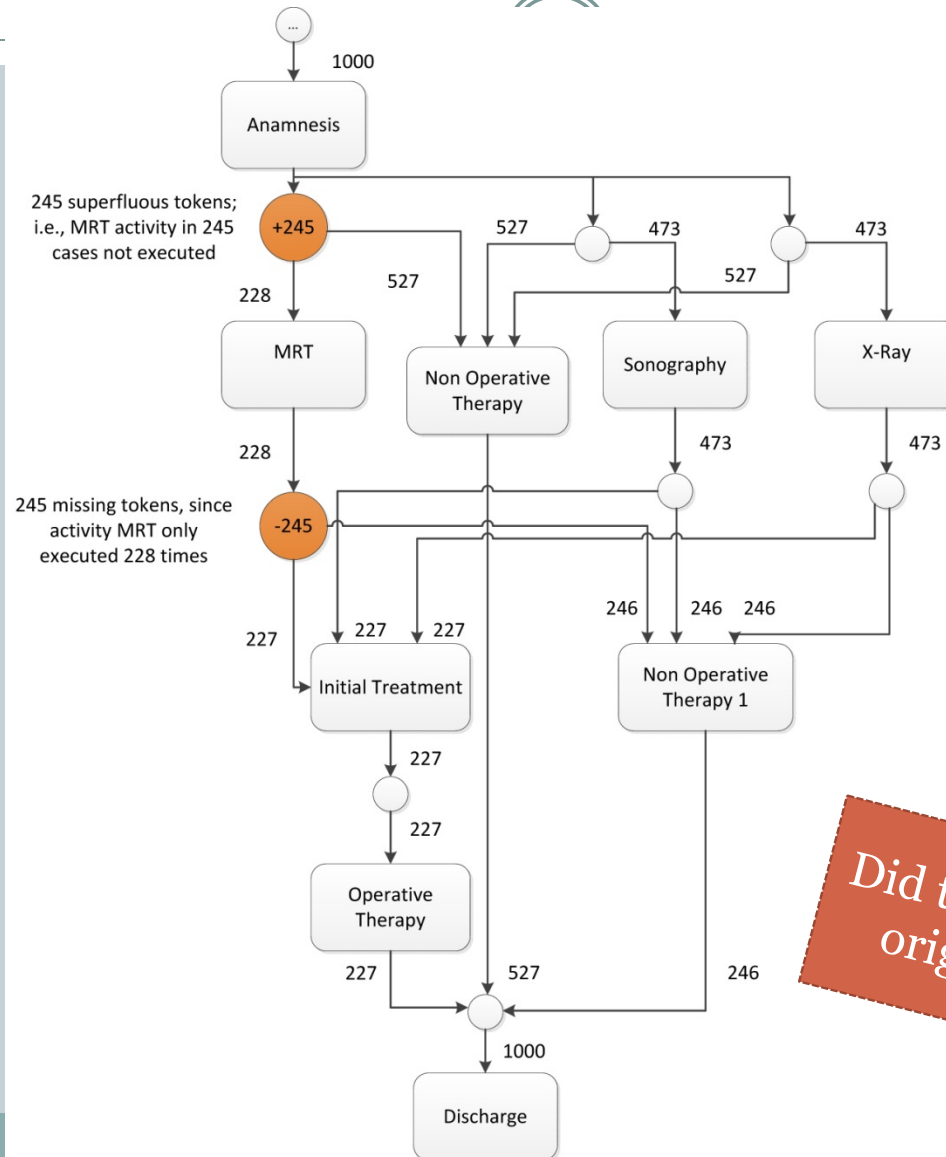 ...
1000
Anamnesis
245 superfluous tokens;
i.e., MRT activity in 245
cases not executed
+245
527
473
473
527
527
228
MRT
Non Operative
Therapy
Sonography
X-Ray
228
473
473
245 missing tokens, since
activity MRT only
executed 228 times
-245
246
246
246
227
227
227
Initial Treatment
Non Operative
Therapy 1
227
227
Operative
Therapy
Did t
orig
227
527
246
1000
Discharge